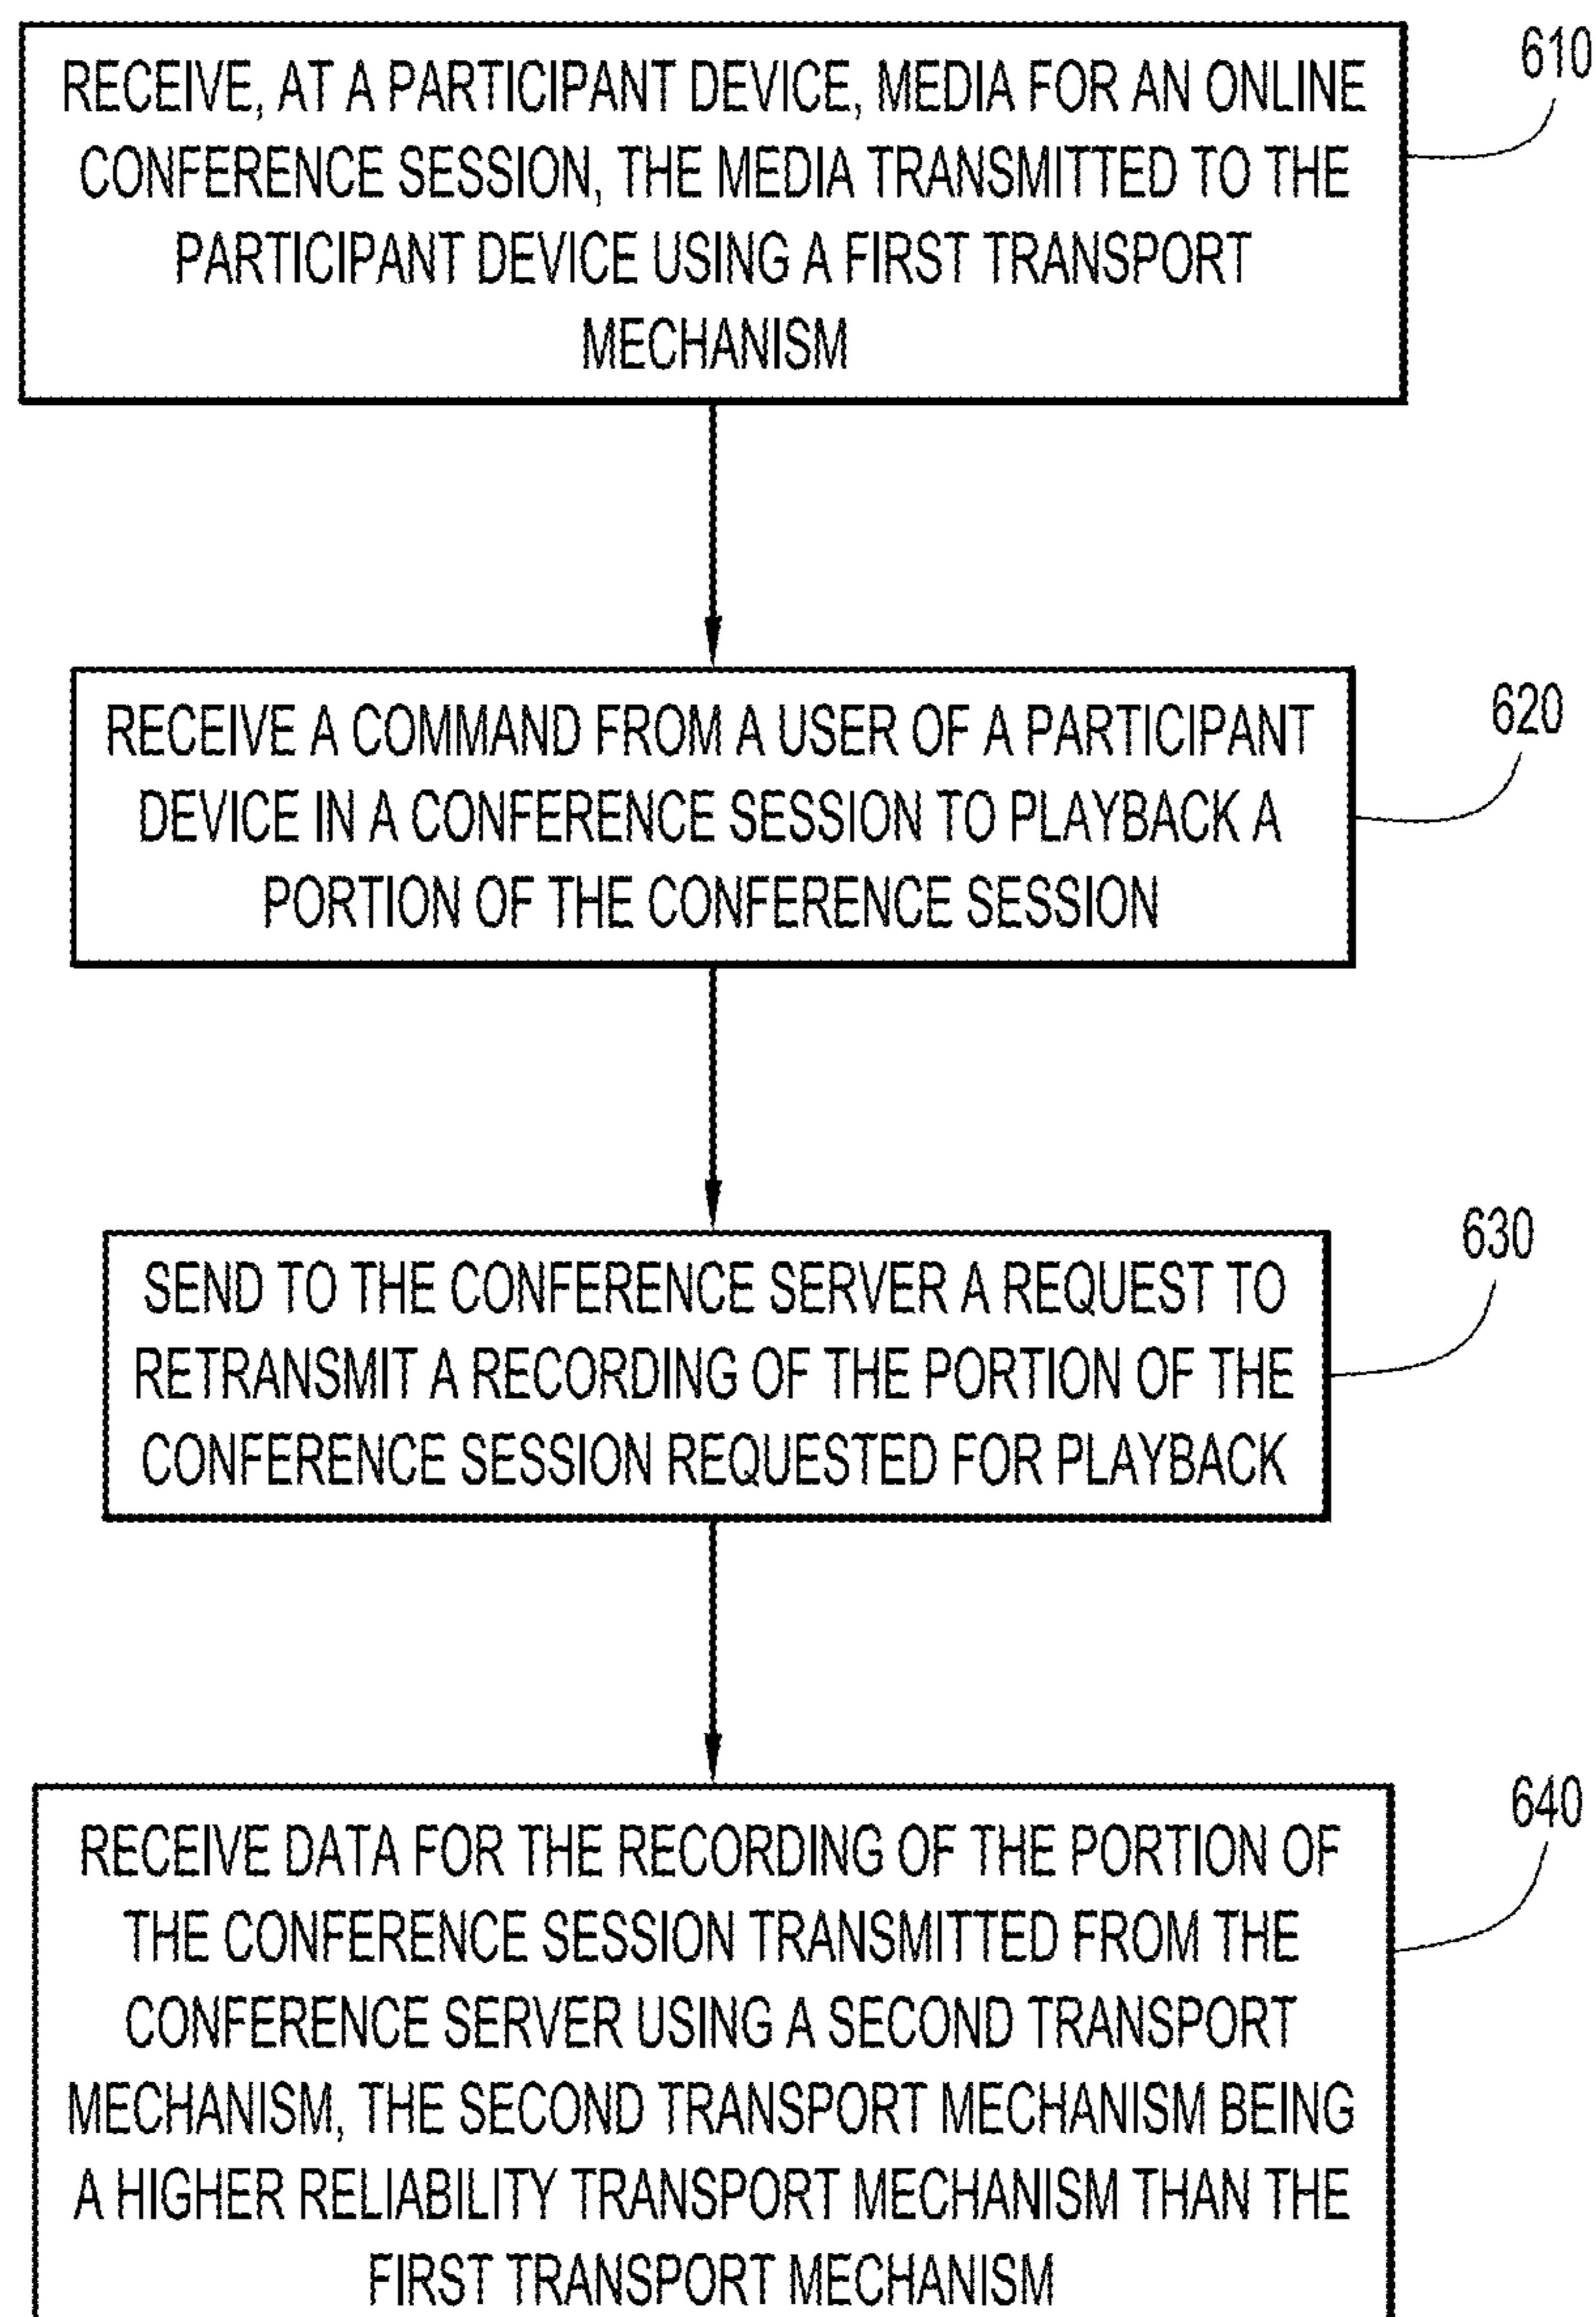 RECEIVE, AT A PARTICIPANT DEVICE, MEDIA FOR AN ONLINE
CONFERENCE SESSION, THE MEDIA TRANSMITTED TO THE
PARTICIPANT DEVICE USING A FIRST TRANSPORT
MECHANISM
610
RECEIVE A COMMAND FROM A USER OF A PARTICIPANT
DEVICE IN A CONFERENCE SESSION TO PLAYBACK A
PORTION OF THE CONFERENCE SESSION
620
SEND TO THE CONFERENCE SERVER A REQUEST TO
RETRANSMIT A RECORDING OF THE PORTION OF THE
CONFERENCE SESSION REQUESTED FOR PLAYBACK
630
RECEIVE DATA FOR THE RECORDING OF THE PORTION OF
THE CONFERENCE SESSION TRANSMITTED FROM THE
CONFERENCE SERVER USING A SECOND TRANSPORT
MECHANISM, THE SECOND TRANSPORT MECHANISM BEING
A HIGHER RELIABILITY TRANSPORT MECHANISM THAN THE
FIRST TRANSPORT MECHANISM
640